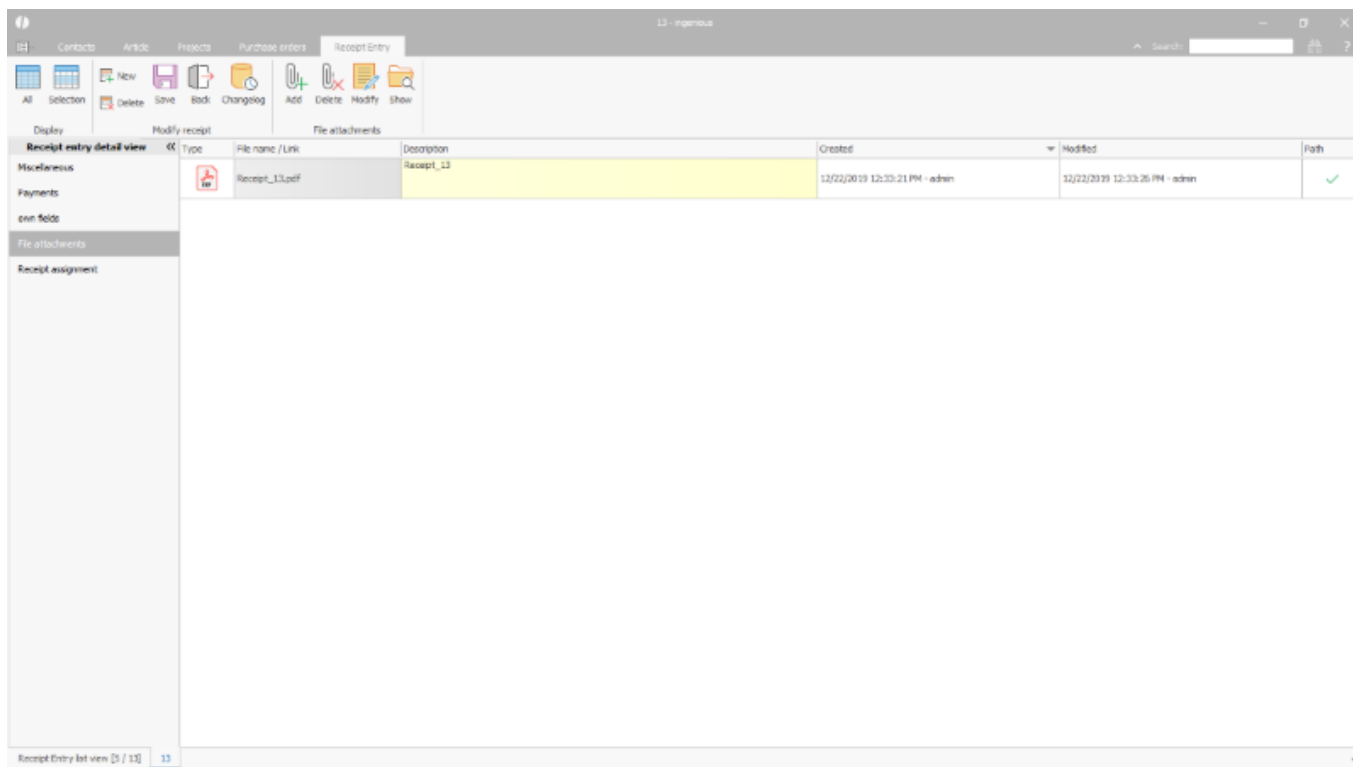 13 - ingenious
Contacts Article Projects Purchase orders Receipt Entry Search: ?
All Selection New Delete Save Back Changelog Add Delete Modify Show
Display Modify receipt File attachments
Receipt entry detail view Type File name / Link Description Created Modified Path
Miscellaneous
Receipt_13.pdf Receipt_13 12/22/2019 12:33:21 PM - admin 12/22/2019 12:33:26 PM - admin
Payments
own fields
File attachments
Receipt assignment
Receipt Entry list view [5 / 13] 13